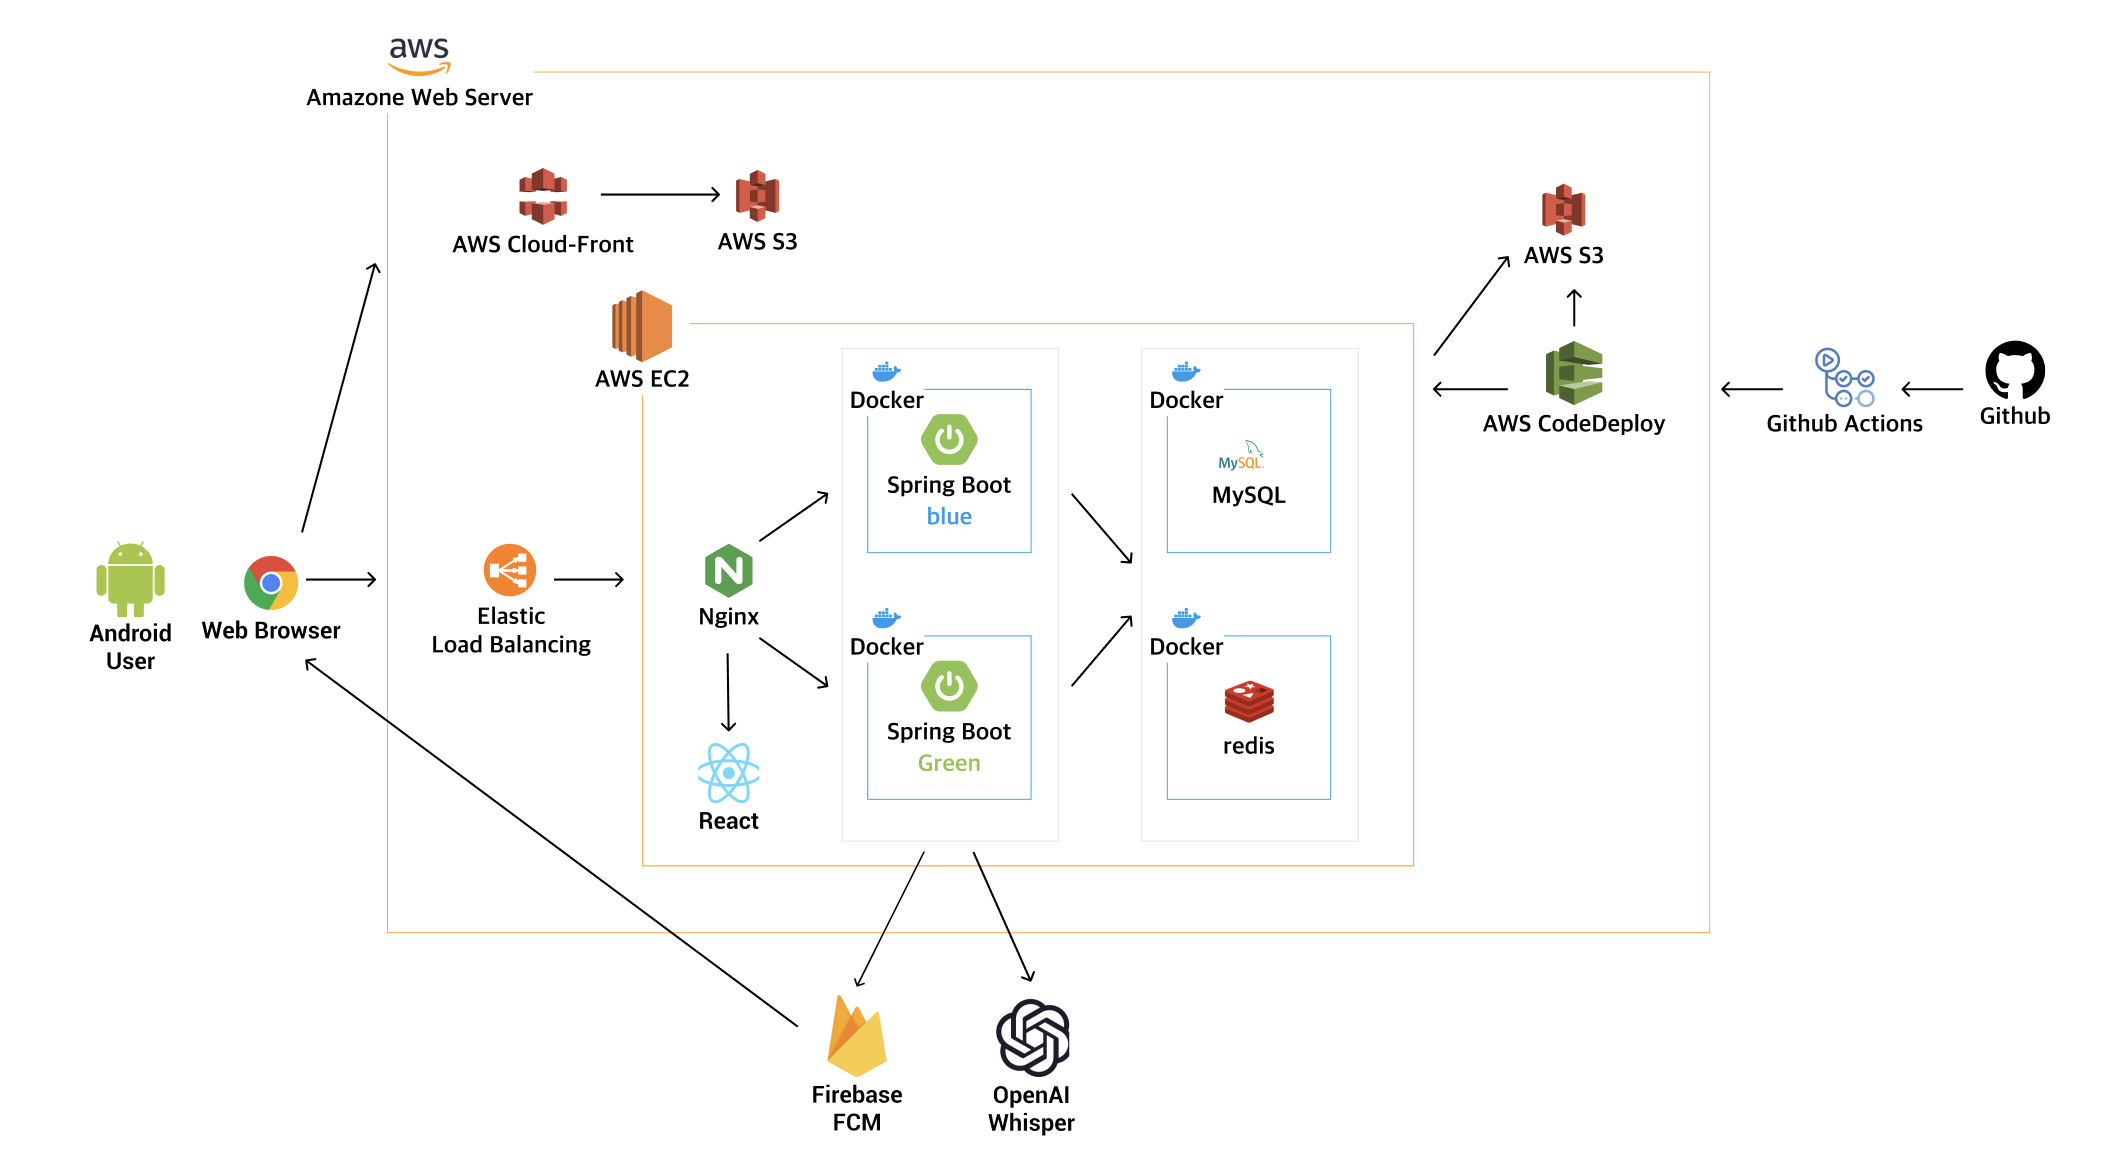 aws
Amazone Web Server
AWS Cloud-Front
AWS S3
AWS S3
AWS EC2
Docker
Spring Boot
blue
Docker
MySQL
MySQL
AWS CodeDeploy
Github Actions
Github
Android
User
Web Browser
Elastic
Load Balancing
N
Nginx
Docker
Spring Boot
Green
Docker
redis
React
Firebase
FCM
OpenAI
Whisper